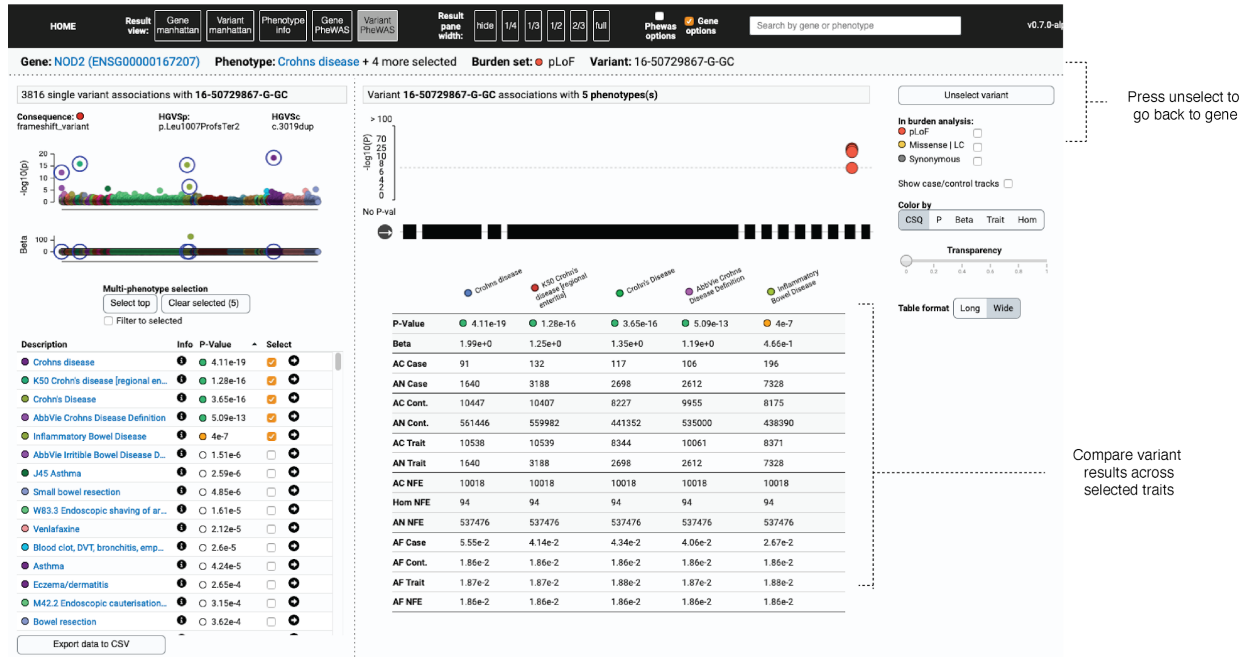 HOME
Result view:
Gene manhattan
Variant manhattan
Phenotype info
Gene PheWAS
Variant PheWAS
Result pane width:
hide 1/4 1/3 1/2 2/3 full
Phewas options
Gene options
Search by gene or phenotype
v0.7.0-alp
Gene: NOD2 (ENSG00000167207) Phenotype: Crohns disease + 4 more selected Burden set: pLoF Variant: 16-50729867-G-GC
3816 single variant associations with 16-50729867-G-GC
Consequence: HGVSp: HGVSc
frameshift_variant p.Leu1007ProfsTer2 c.3019dup
-log10(p)
20
15
10
5
0
Beta
100
0
Multi-phenotype selection
Select top Clear selected (5)
Filter to selected
Description Info P-Value Select
Crohns disease 4.11e-19
K50 Crohn's disease [regional en... 1.28e-16
Crohn's Disease 3.65e-16
AbbVie Crohns Disease Definition 5.09e-13
Inflammatory Bowel Disease 4e-7
AbbVie Irritible Bowel Disease D... 1.51e-6
J45 Asthma 2.59e-6
Small bowel resection 4.85e-6
W83.3 Endoscopic shaving of ar... 1.61e-5
Venlafaxine 2.12e-5
Blood clot, DVT, bronchitis, emp... 2.6e-5
Asthma 4.24e-5
Eczema/dermatitis 2.65e-4
M42.2 Endoscopic cauterisation... 3.15e-4
Bowel resection 3.62e-4
Export data to CSV
Variant 16-50729867-G-GC associations with 5 phenotypes(s)
> 100
-log10(P)
70
25
10
8
6
4
2
0
No P-val
Crohns disease
K50 Crohn's disease [regional enteritis]
Crohn's Disease
AbbVie Crohns Disease Definition
Inflammatory Bowel Disease
P-Value 4.11e-19 1.28e-16 3.65e-16 5.09e-13 4e-7
Beta 1.99e+0 1.25e+0 1.35e+0 1.19e+0 4.66e-1
AC Case 91 132 117 106 196
AN Case 1640 3188 2698 2612 7328
AC Cont. 10447 10407 8227 9955 8175
AN Cont. 561446 559982 441352 535000 438390
AC Trait 10538 10539 8344 10061 8371
AN Trait 1640 3188 2698 2612 7328
AC NFE 10018 10018 10018 10018 10018
Hom NFE 94 94 94 94 94
AN NFE 537476 537476 537476 537476 537476
AF Case 5.55e-2 4.14e-2 4.34e-2 4.06e-2 2.67e-2
AF Cont. 1.86e-2 1.86e-2 1.86e-2 1.86e-2 1.86e-2
AF Trait 1.87e-2 1.87e-2 1.88e-2 1.87e-2 1.88e-2
AF NFE 1.86e-2 1.86e-2 1.86e-2 1.86e-2 1.86e-2
Unselect variant
In burden analysis:
pLoF
Missense | LC
Synonymous
Show case/control tracks
Color by
CSQ P Beta Trait Hom
Transparency
0 0.2 0.4 0.6 0.8 1
Table format Long Wide
Press unselect to
go back to gene
Compare variant
results across
selected traits